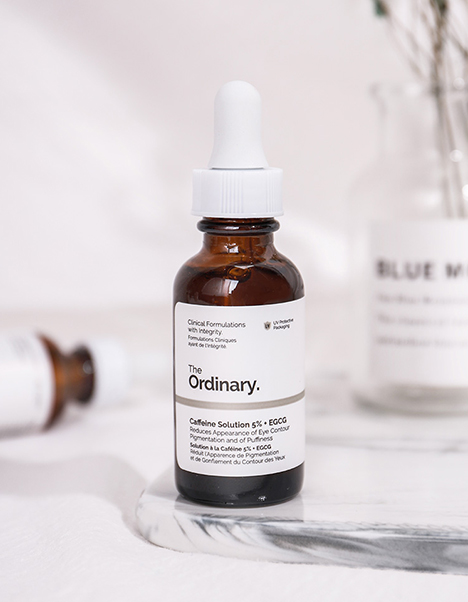 Clinical Formulations
with Integrity.
Formulations Cliniques
Ayant de l'intégrité
UV Protective
Packaging
The
Ordinary.
Caffeine Solution 5% + EGCG
Reduces Appearance of Eye Contour
Pigmentation and of Puffiness
Solution à la Caféine 5% + EGCG
Réduit l'Apparence de Pigmentation
et de Gonflement du Contour des Yeux
BLUE